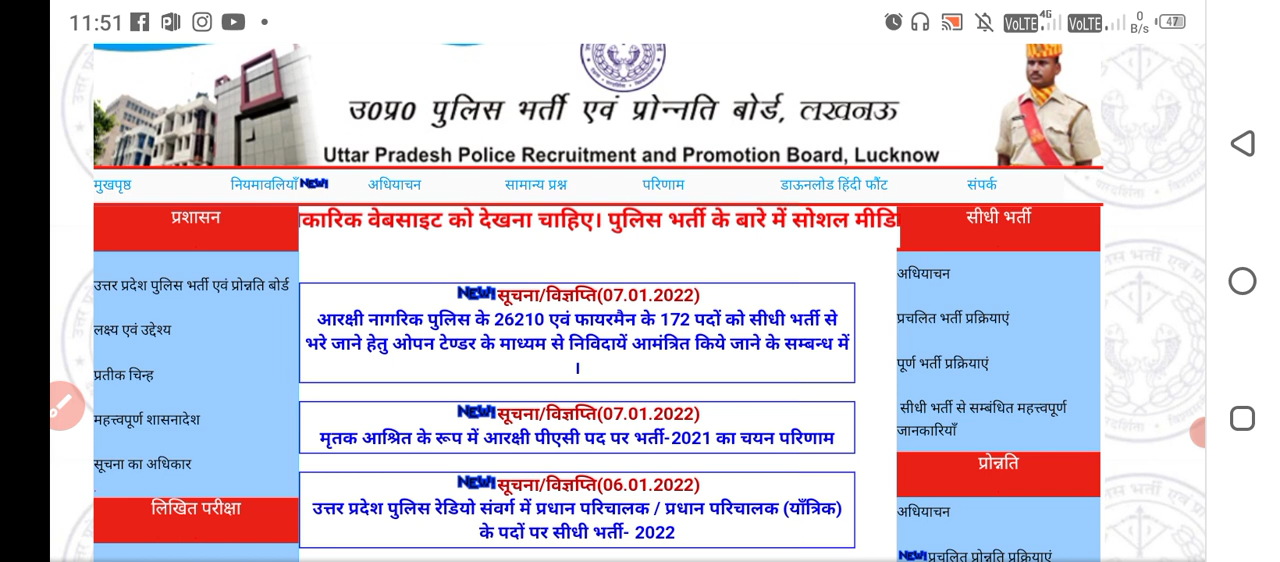 11:51
4G
VoLTE
VoLTE
0
B/s
47
उ०प्र० पुलिस भर्ती एवं प्रोन्नति बोर्ड, लखनऊ
Uttar Pradesh Police Recruitment and Promotion Board, Lucknow
मुखपृष्ठ नियमावलियाँ NEW! अधियाचन सामान्य प्रश्न परिणाम डाऊनलोड हिंदी फौंट संपर्क
प्रशासन
उत्तर प्रदेश पुलिस भर्ती एवं प्रोन्नति बोर्ड
लक्ष्य एवं उद्देश्य
प्रतीक चिन्ह
महत्त्वपूर्ण शासनादेश
सूचना का अधिकार
लिखित परीक्षा
कारिक वेबसाइट को देखना चाहिए। पुलिस भर्ती के बारे में सोशल मीडि
NEW! सूचना/विज्ञप्ति(07.01.2022)
आरक्षी नागरिक पुलिस के 26210 एवं फायरमैन के 172 पदों को सीधी भर्ती से
भरे जाने हेतु ओपन टेण्डर के माध्यम से निविदायें आमंत्रित किये जाने के सम्बन्ध में
।
NEW! सूचना/विज्ञप्ति(07.01.2022)
मृतक आश्रित के रूप में आरक्षी पीएसी पद पर भर्ती-2021 का चयन परिणाम
NEW! सूचना/विज्ञप्ति(06.01.2022)
उत्तर प्रदेश पुलिस रेडियो संवर्ग में प्रधान परिचालक / प्रधान परिचालक (याँत्रिक)
के पदों पर सीधी भर्ती- 2022
सीधी भर्ती
अधियाचन
प्रचलित भर्ती प्रक्रियाएं
पूर्ण भर्ती प्रक्रियाएं
सीधी भर्ती से सम्बंधित महत्त्वपूर्ण
जानकारियाँ
प्रोन्नति
अधियाचन
NEW! प्रचलित प्रोन्नति प्रक्रियाएं